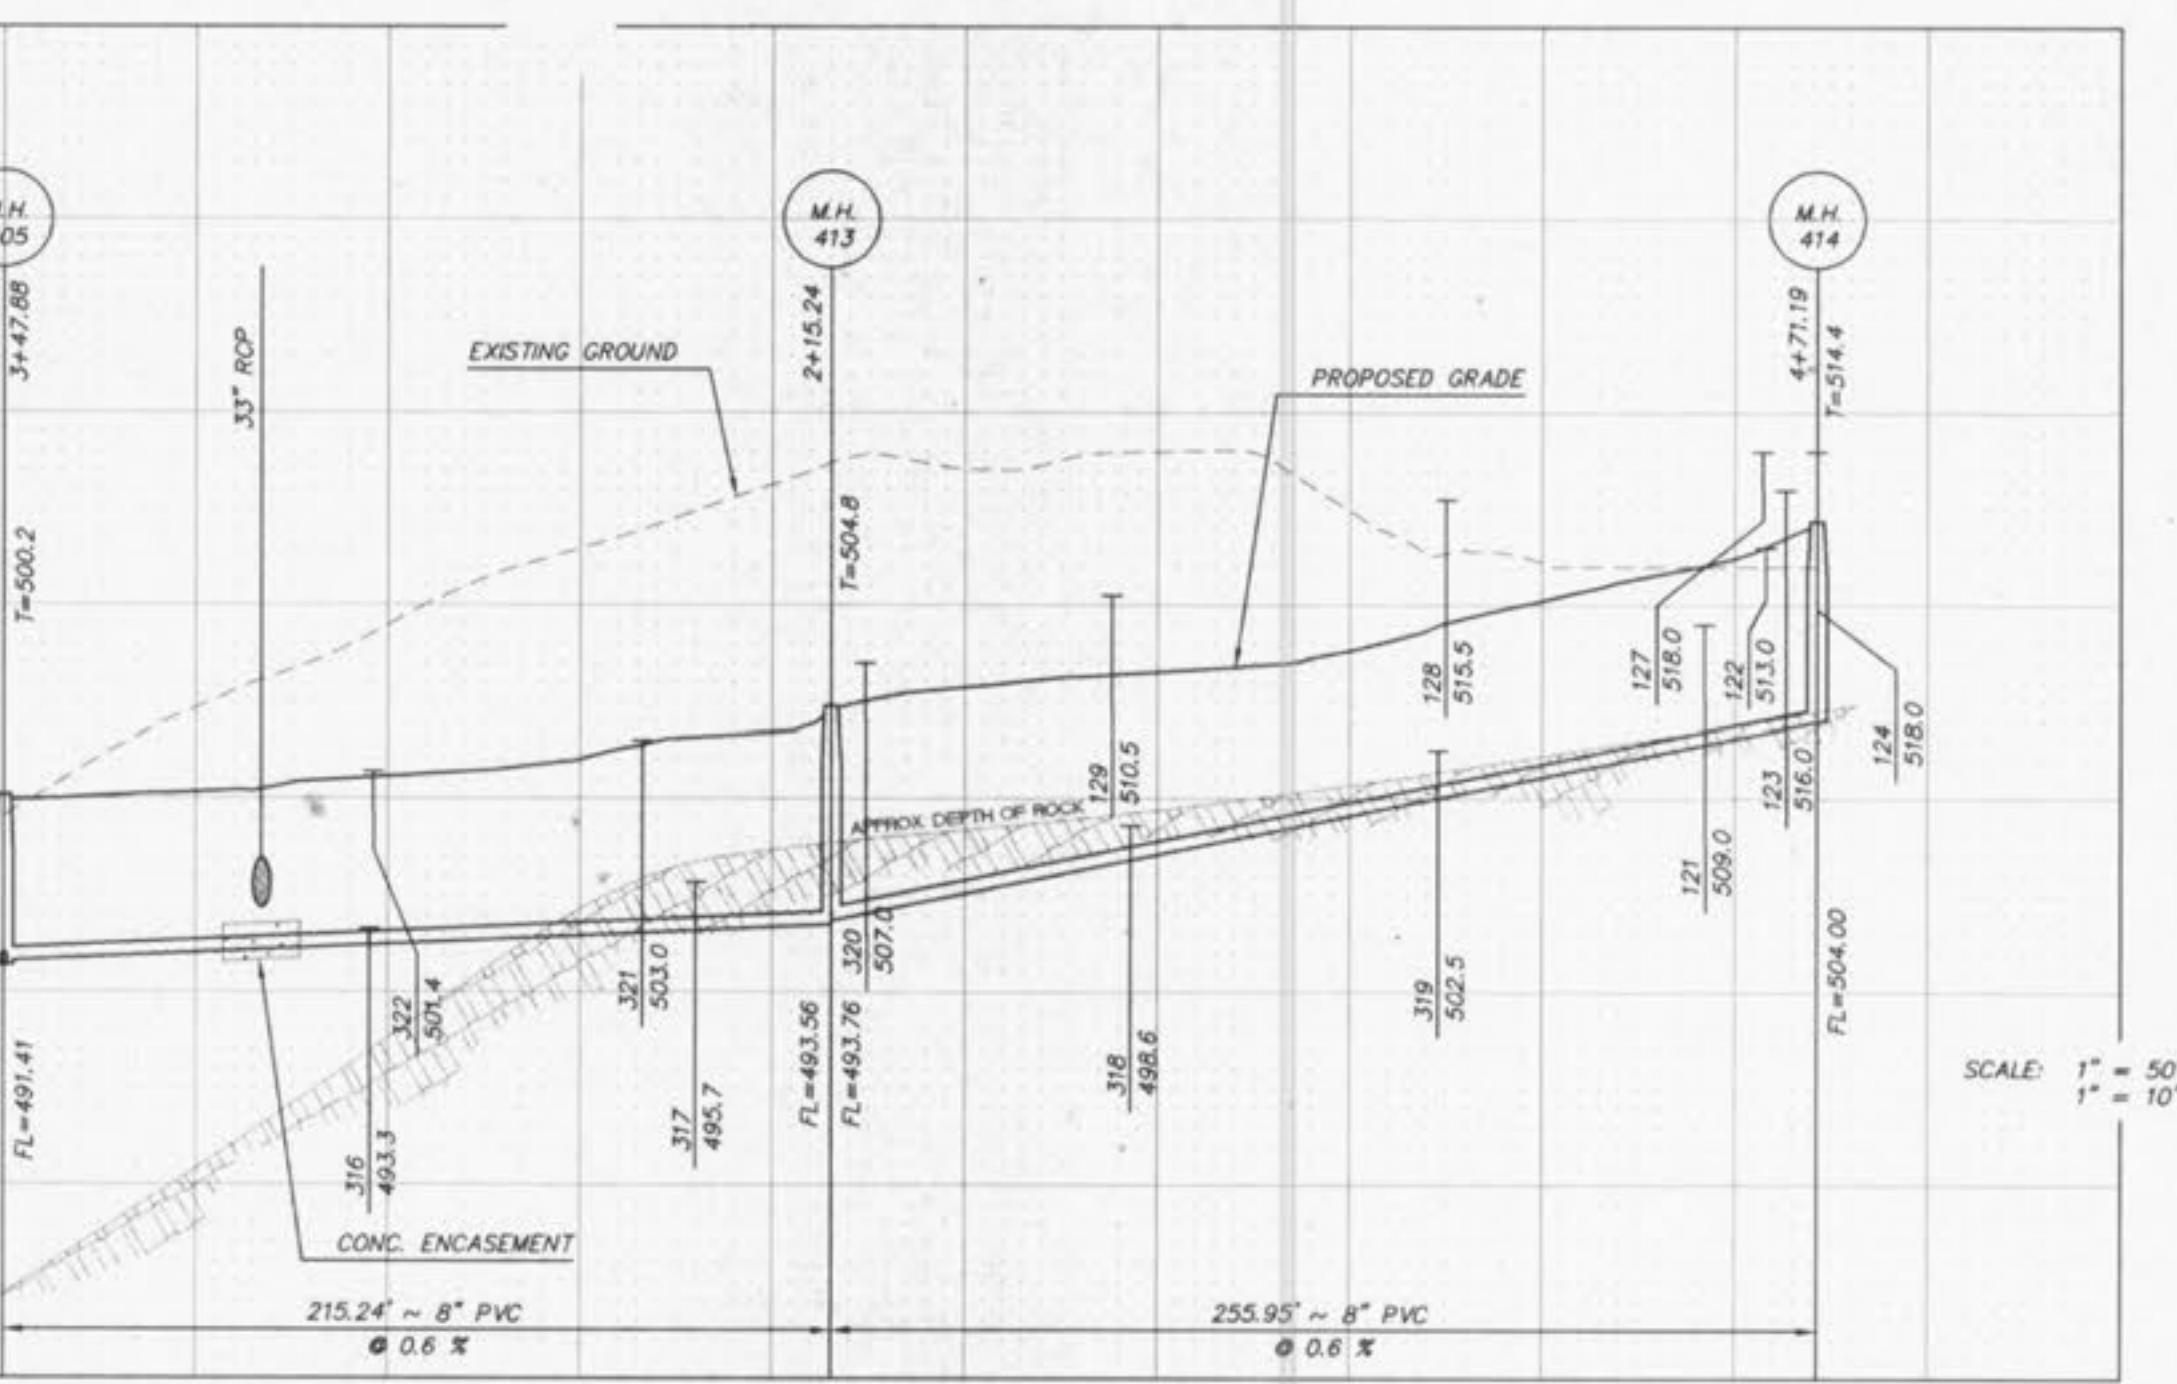 .H.
05
3+47.88
T=500.2
FL=491.41
33" RCP
EXISTING GROUND
M.H.
413
2+15.24
T=504.8
PROPOSED GRADE
M.H.
414
4+71.19
T=514.4
APPROX. DEPTH OF ROCK
322
501.4
316
493.3
321
503.0
317
495.7
FL=493.56
FL=493.76
320
507.0
129
510.5
318
498.6
128
515.5
319
502.5
127
518.0
122
513.0
121
509.0
123
516.0
124
518.0
FL=504.00
CONC. ENCASEMENT
215.24' ~ 8" PVC
@ 0.6 %
255.95' ~ 8" PVC
@ 0.6 %
SCALE: 1" = 50'
1" = 10'